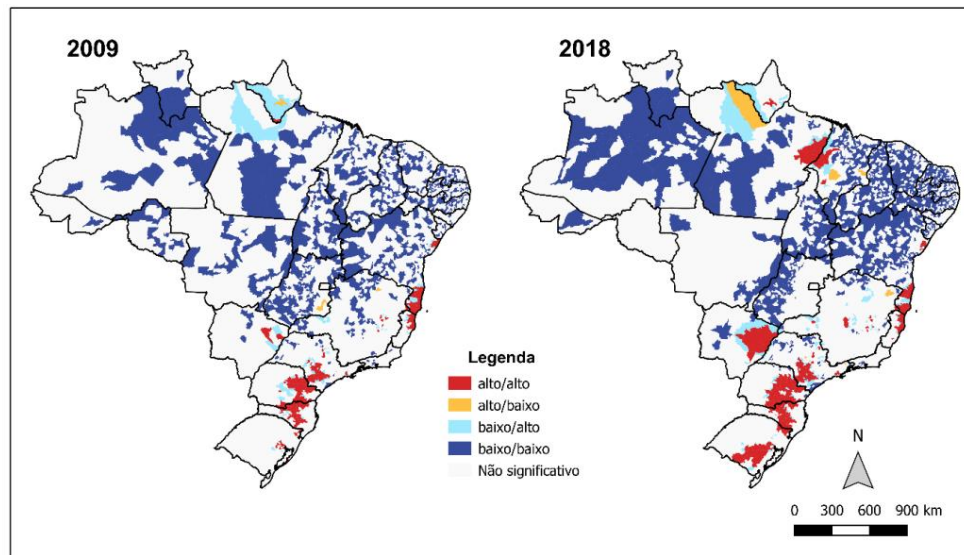 2009
2018
Legenda
alto/alto
alto/baixo
baixo/alto
baixo/baixo
Não significativo
N
0 300 600 900 km